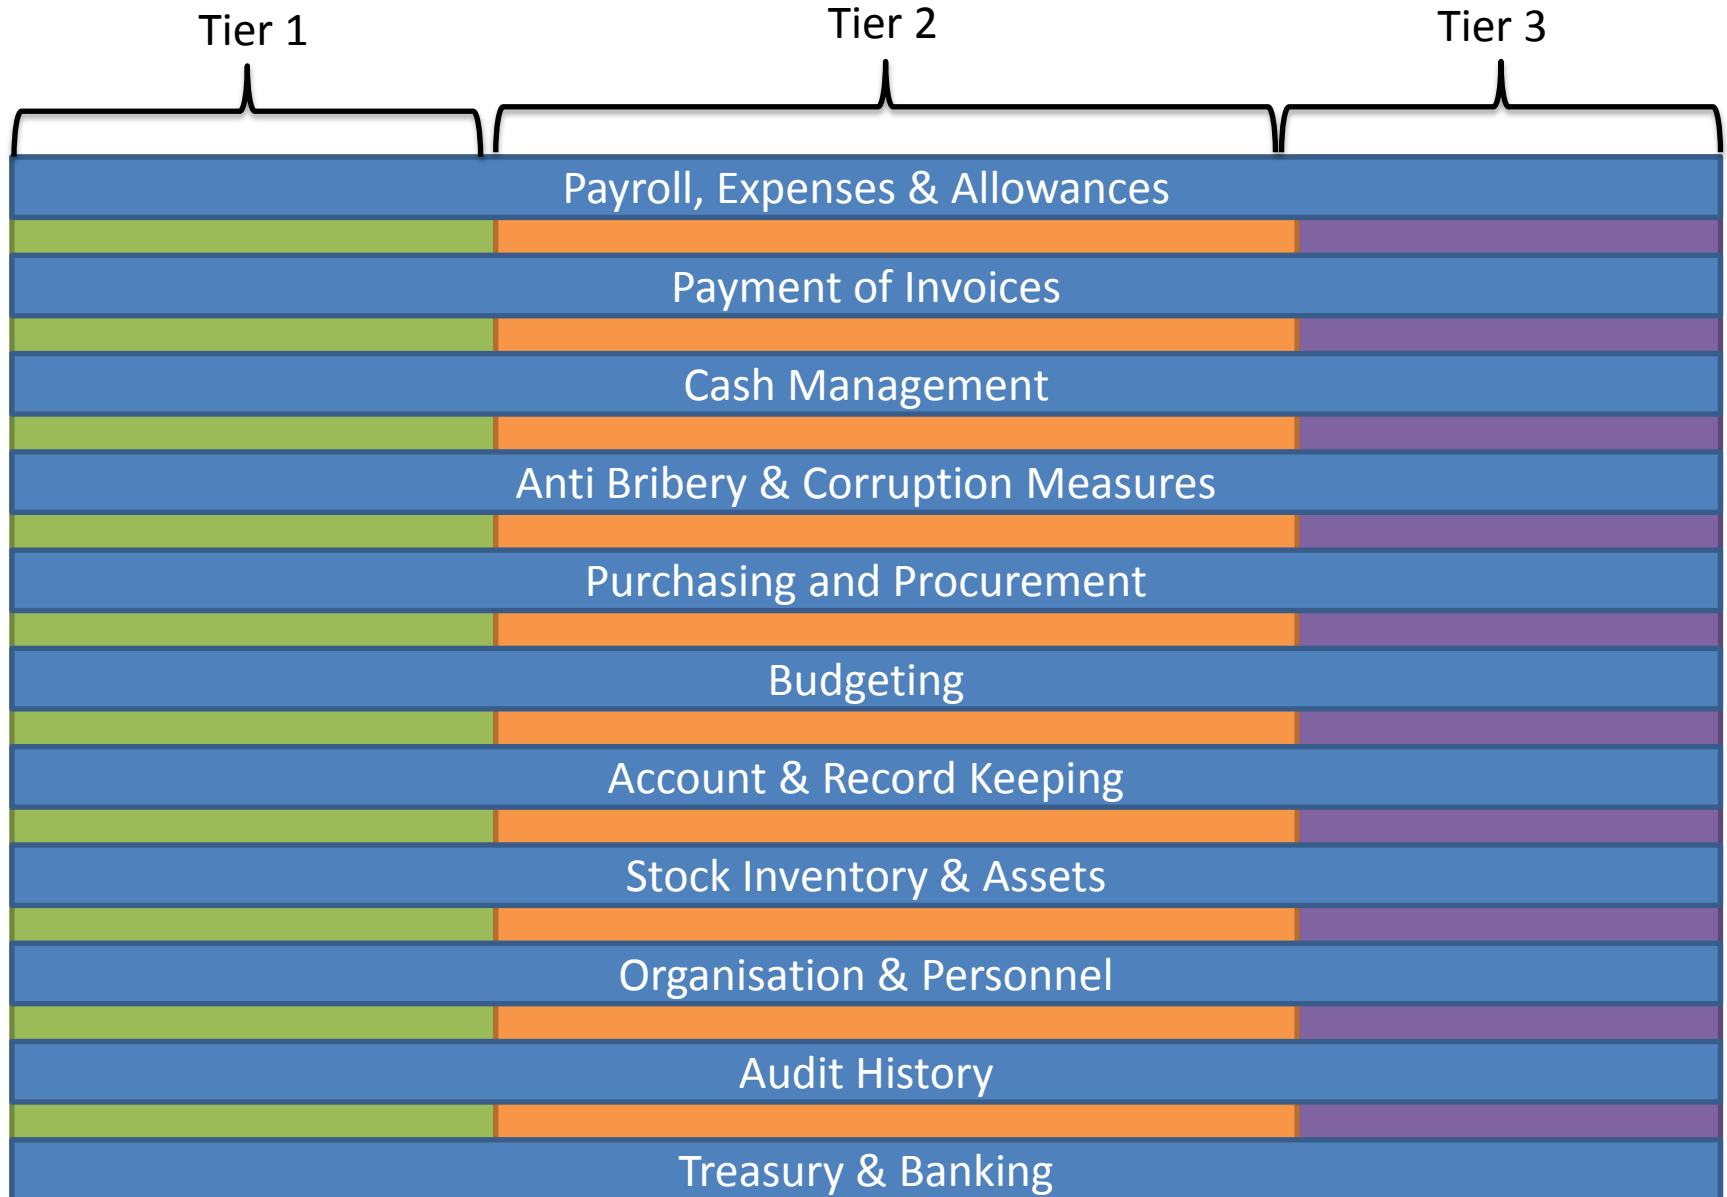 Tier 1
Tier 2
Tier 3
Payroll, Expenses & Allowances
Payment of Invoices
Cash Management
Anti Bribery & Corruption Measures
Purchasing and Procurement
Budgeting
Account & Record Keeping
Stock Inventory & Assets
Organisation & Personnel
Audit History
Treasury & Banking